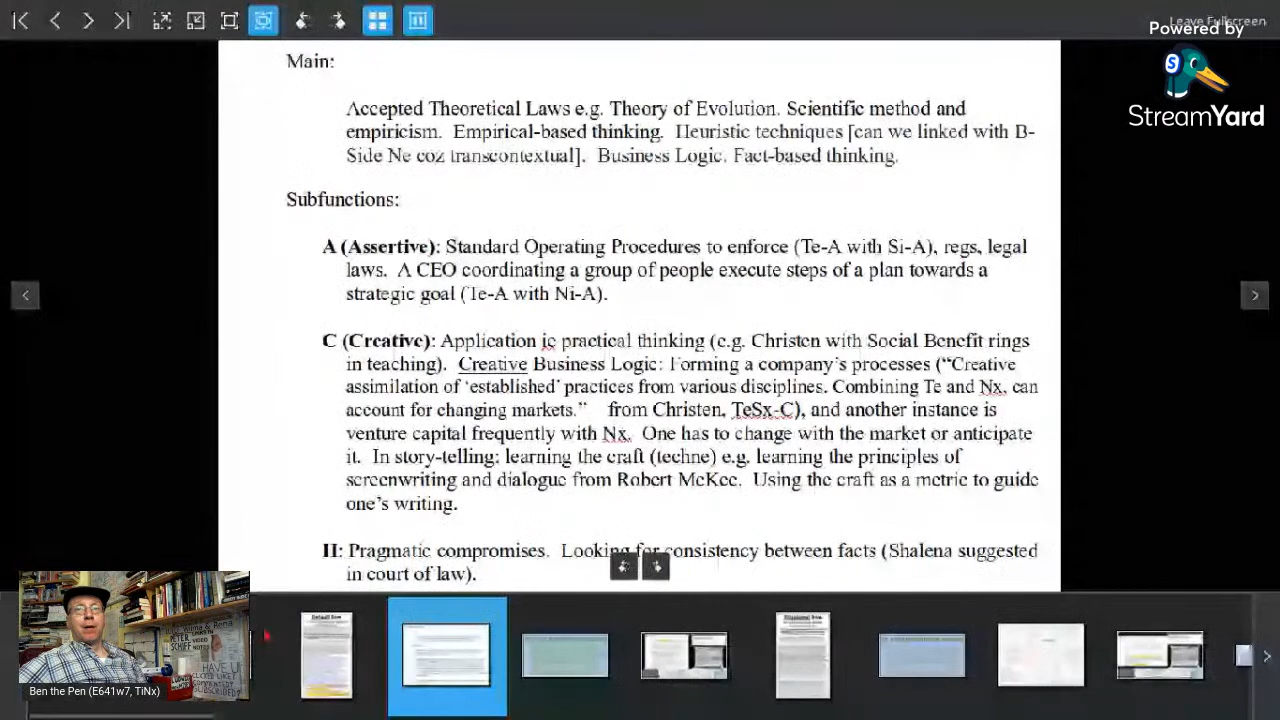 Leave Fullscreen
Powered by
S
StreamYard
Main:
Accepted Theoretical Laws e.g. Theory of Evolution. Scientific method and
empiricism. Empirical-based thinking. Heuristic techniques [can we linked with B-
Side Ne coz transcontextual]. Business Logic. Fact-based thinking.
Subfunctions:
A (Assertive): Standard Operating Procedures to enforce (Te-A with Si-A), regs, legal
laws. A CEO coordinating a group of people execute steps of a plan towards a
strategic goal (Te-A with Ni-A).
C (Creative): Application ie practical thinking (e.g. Christen with Social Benefit rings
in teaching). Creative Business Logic: Forming a company's processes ("Creative
assimilation of 'established' practices from various disciplines. Combining Te and Nx, can
account for changing markets." from Christen, TeSx-C), and another instance is
venture capital frequently with Nx. One has to change with the market or anticipate
it. In story-telling: learning the craft (techne) e.g. learning the principles of
screenwriting and dialogue from Robert McKee. Using the craft as a metric to guide
one's writing.
H: Pragmatic compromises. Looking for consistency between facts (Shalena suggested
in court of law).
PETER
SCHIFF
HAVE U
CLICKED LIKE?
SUBSCRIBED?
Ben the Pen (E641w7, TiNx)